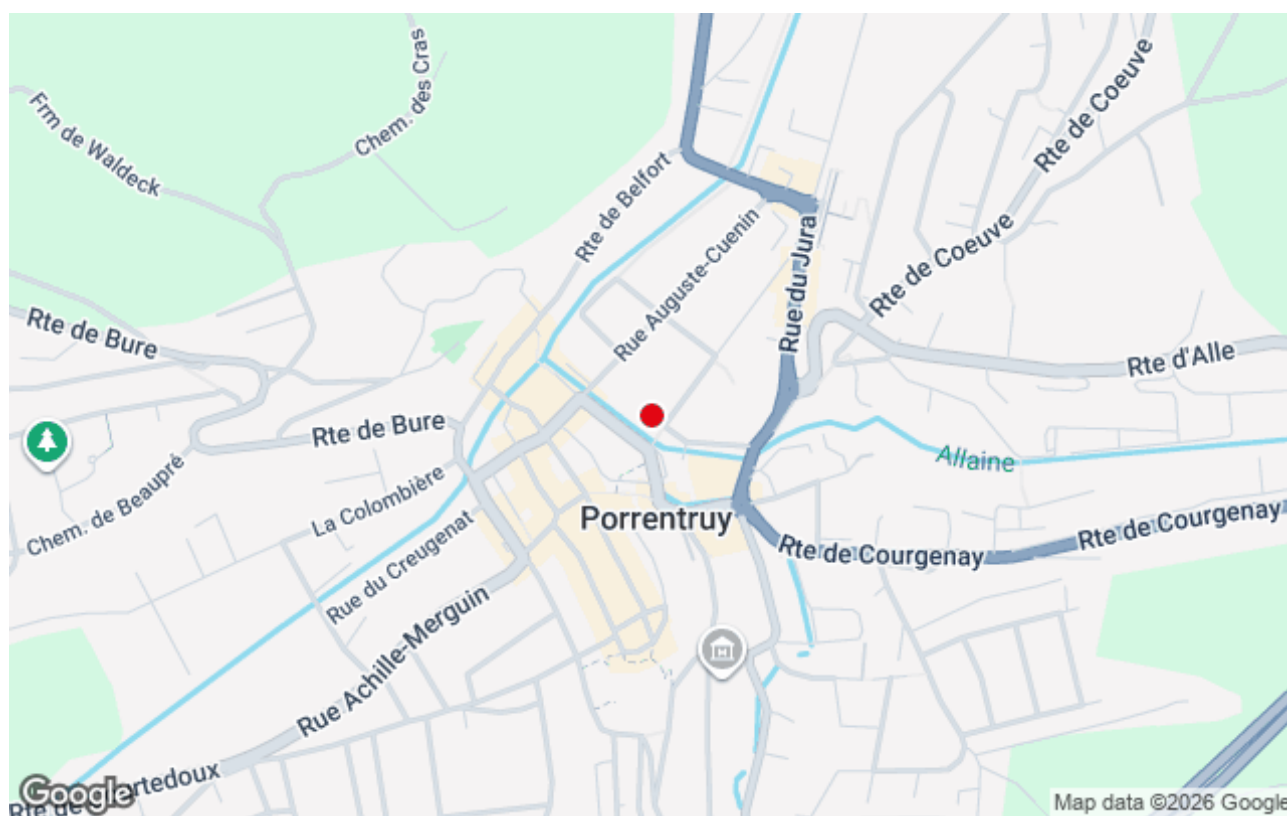 Frm de Waldeck
Chem. des Cras
Rte de Belfort
Rue Auguste-Cuenin
Rue du Jura
Rte de Coeuve
Rte de Coeuve
Rte de Bure
Rte d'Alle
Rte de Bure
Allaine
Chem. de Beaupré
La Colombière
Rue du Creugenat
Porrentruy
Rte de Courgenay
Rte de Courgenay
Rue Achille-Merguin
Google
Map data ©2026 Google